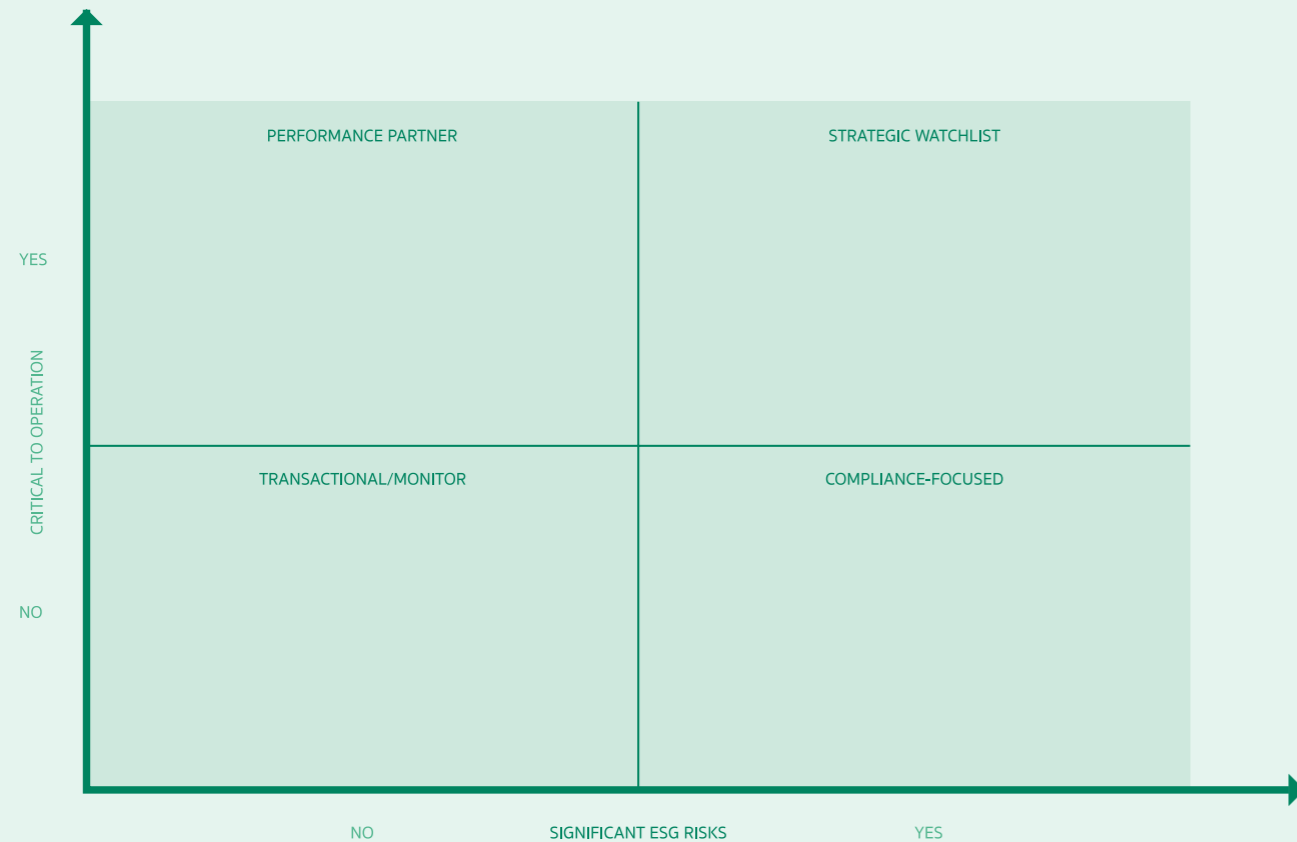 PERFORMANCE PARTNER
STRATEGIC WATCHLIST
YES
CRITICAL TO OPERATION
TRANSACTIONAL/MONITOR
COMPLIANCE-FOCUSED
NO
NO
SIGNIFICANT ESG RISKS
YES